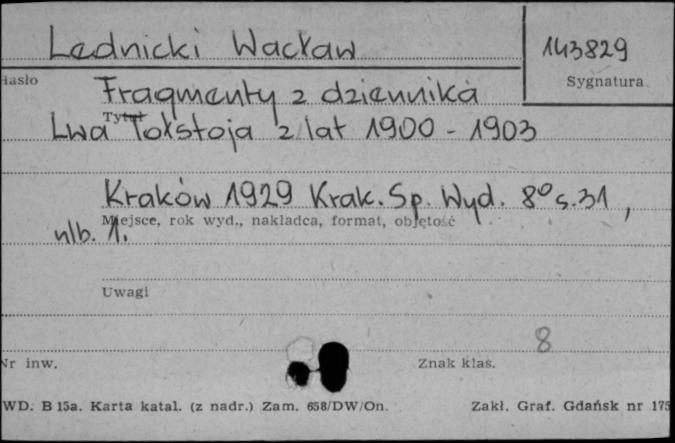 Lednicki Wacław
143829
Hasło
Sygnatura
Fragmenty z dziennika
Tytuł
Lwa Tołstoja z lat 1900 - 1903
Kraków 1929 Krak. Sp. Wyd. 8° s. 31,
Miejsce, rok wyd., nakładca, format, objętość
nlb. 1.
Uwagi
8
Nr inw.
Znak klas.
WD. B 15a. Karta katal. (z nadr.) Zam. 658/DW/On.
Zakł. Graf. Gdańsk nr 175